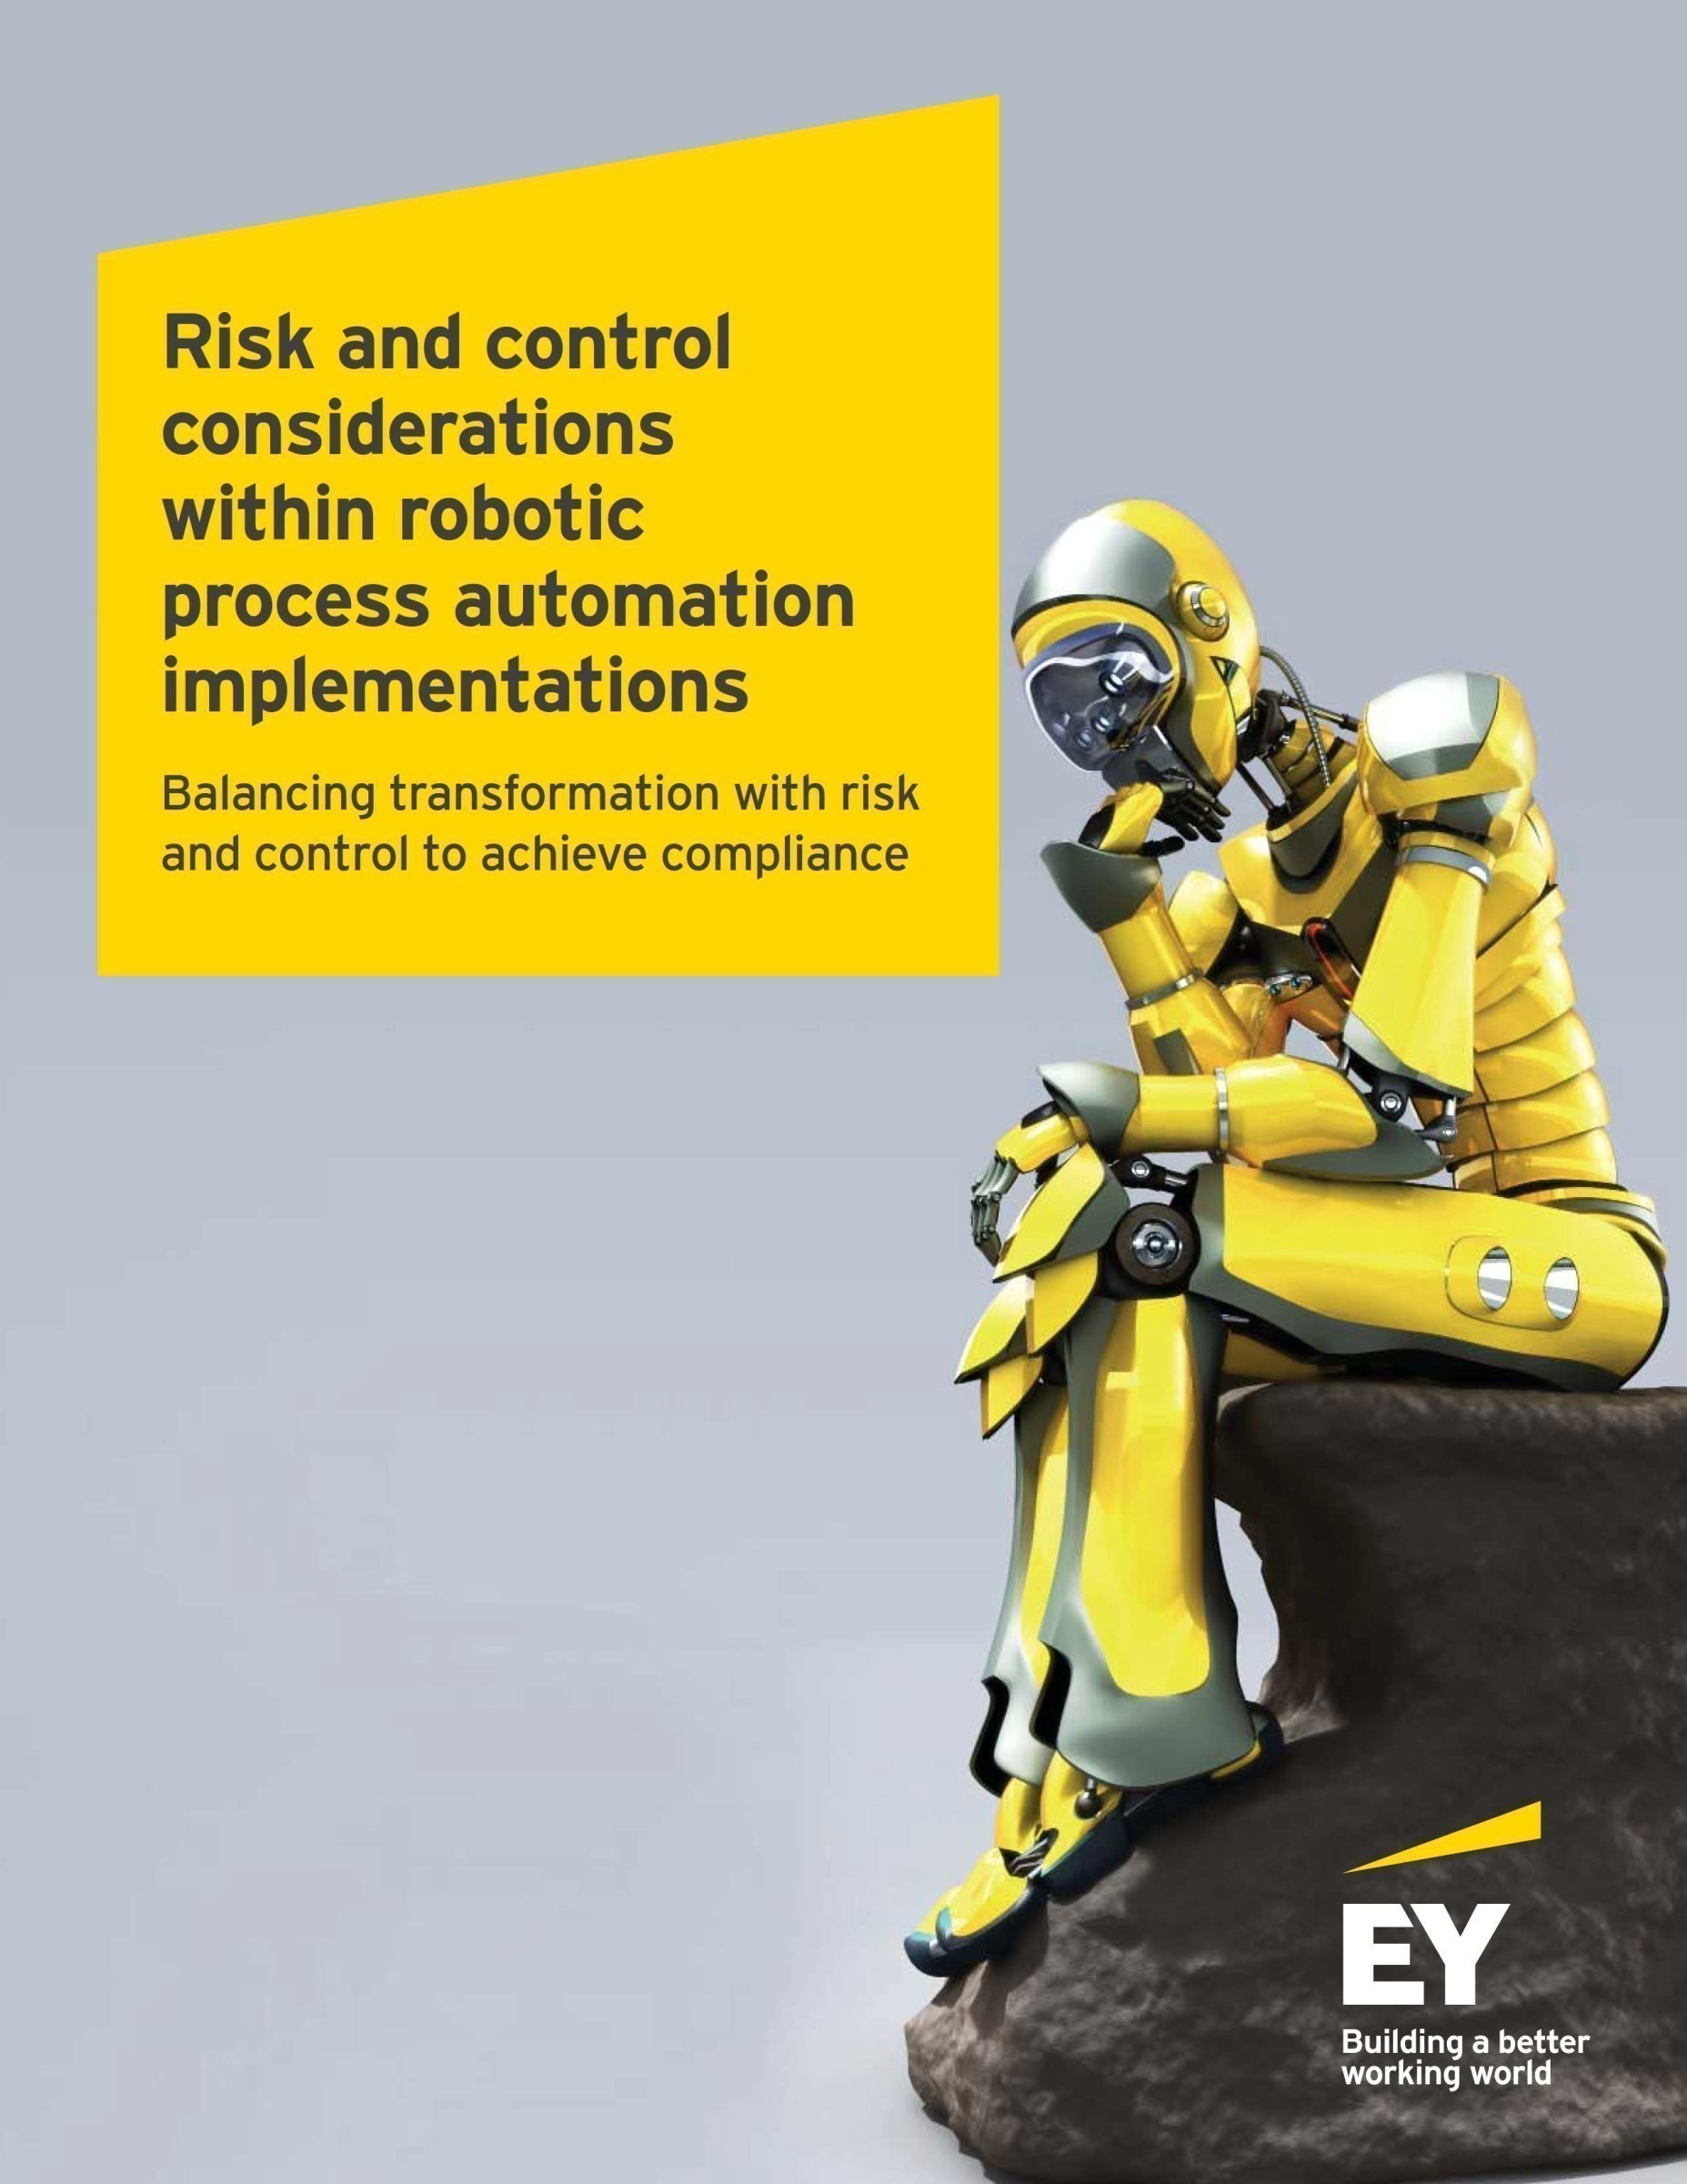 Risk and control
considerations
within robotic
process automation
implementations
Balancing transformation with risk
and control to achieve compliance
EY
Building a better
working world